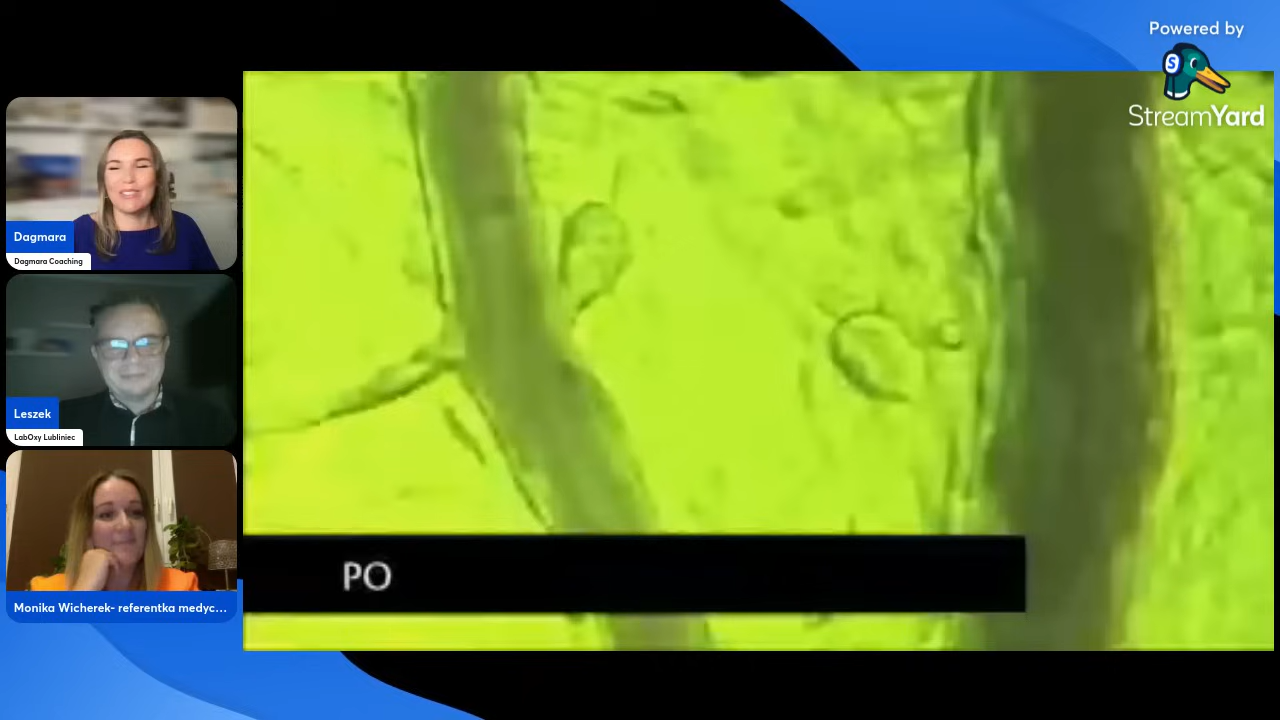 Powered by
StreamYard
Dagmara
Dagmara Coaching
Leszek
LabOxy Lubliniec
Monika Wicherek- referentka medyc...
PO